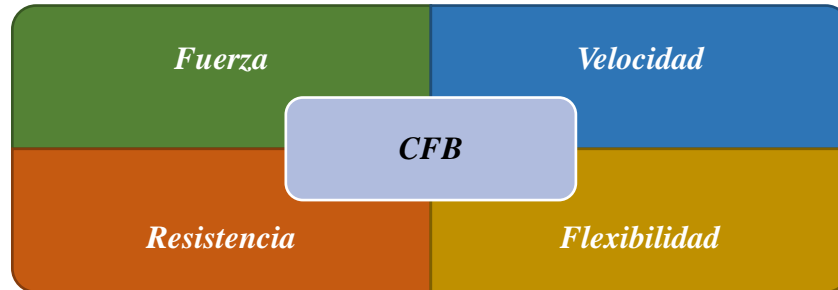 Fuerza
Velocidad
CFB
Resistencia
Flexibilidad